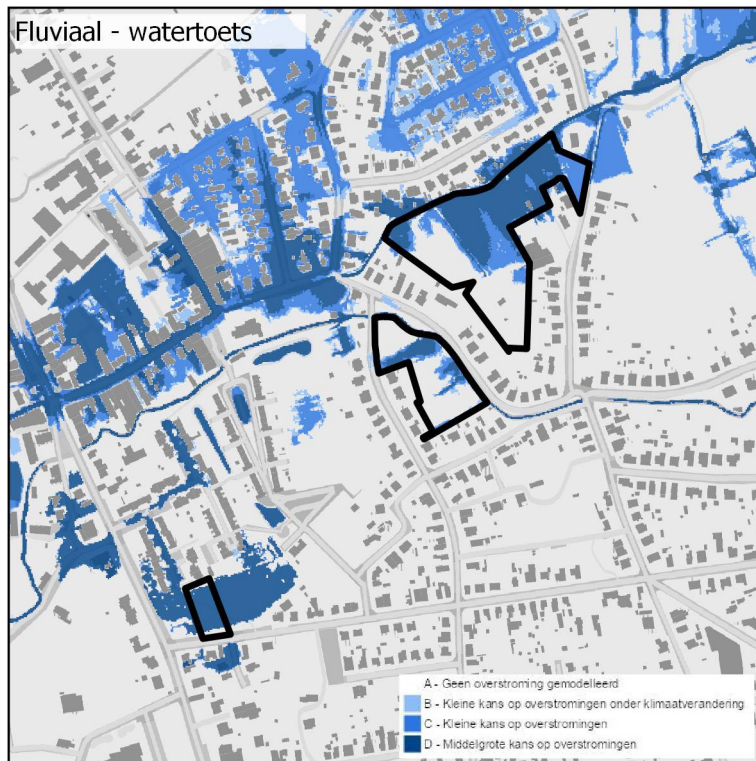 Fluviaal - watertoets
A - Geen overstroming gemodelleerd
B - Kleine kans op overstromingen onder klimaatverandering
C - Kleine kans op overstromingen
D - Middelgrote kans op overstromingen